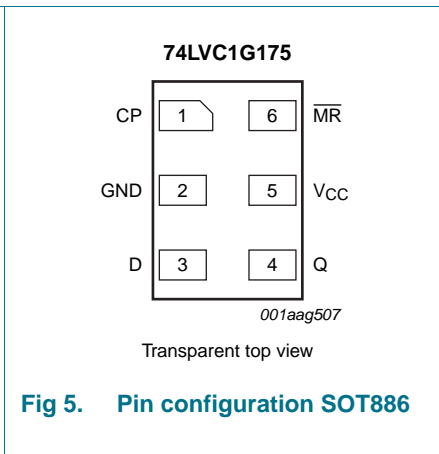 74LVC1G175
CP 1 6 MR
GND 2 5 VCC
D 3 4 Q
001aag507
Transparent top view
Fig 5. Pin configuration SOT886